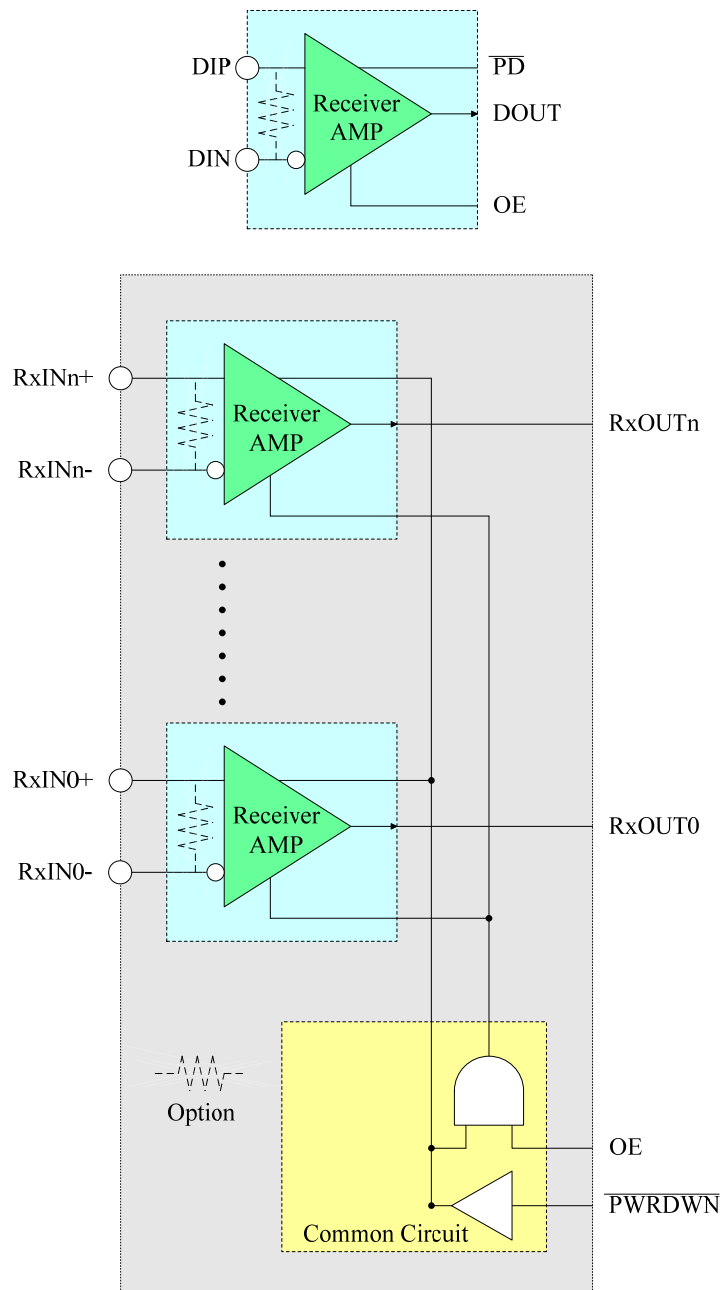 DIP
PD
Receiver
AMP
DOUT
DIN
OE
RxINn+
Receiver
AMP
RxOUTn
RxINn-
RxIN0+
Receiver
AMP
RxOUT0
RxIN0-
Option
OE
PWRDWN
Common Circuit